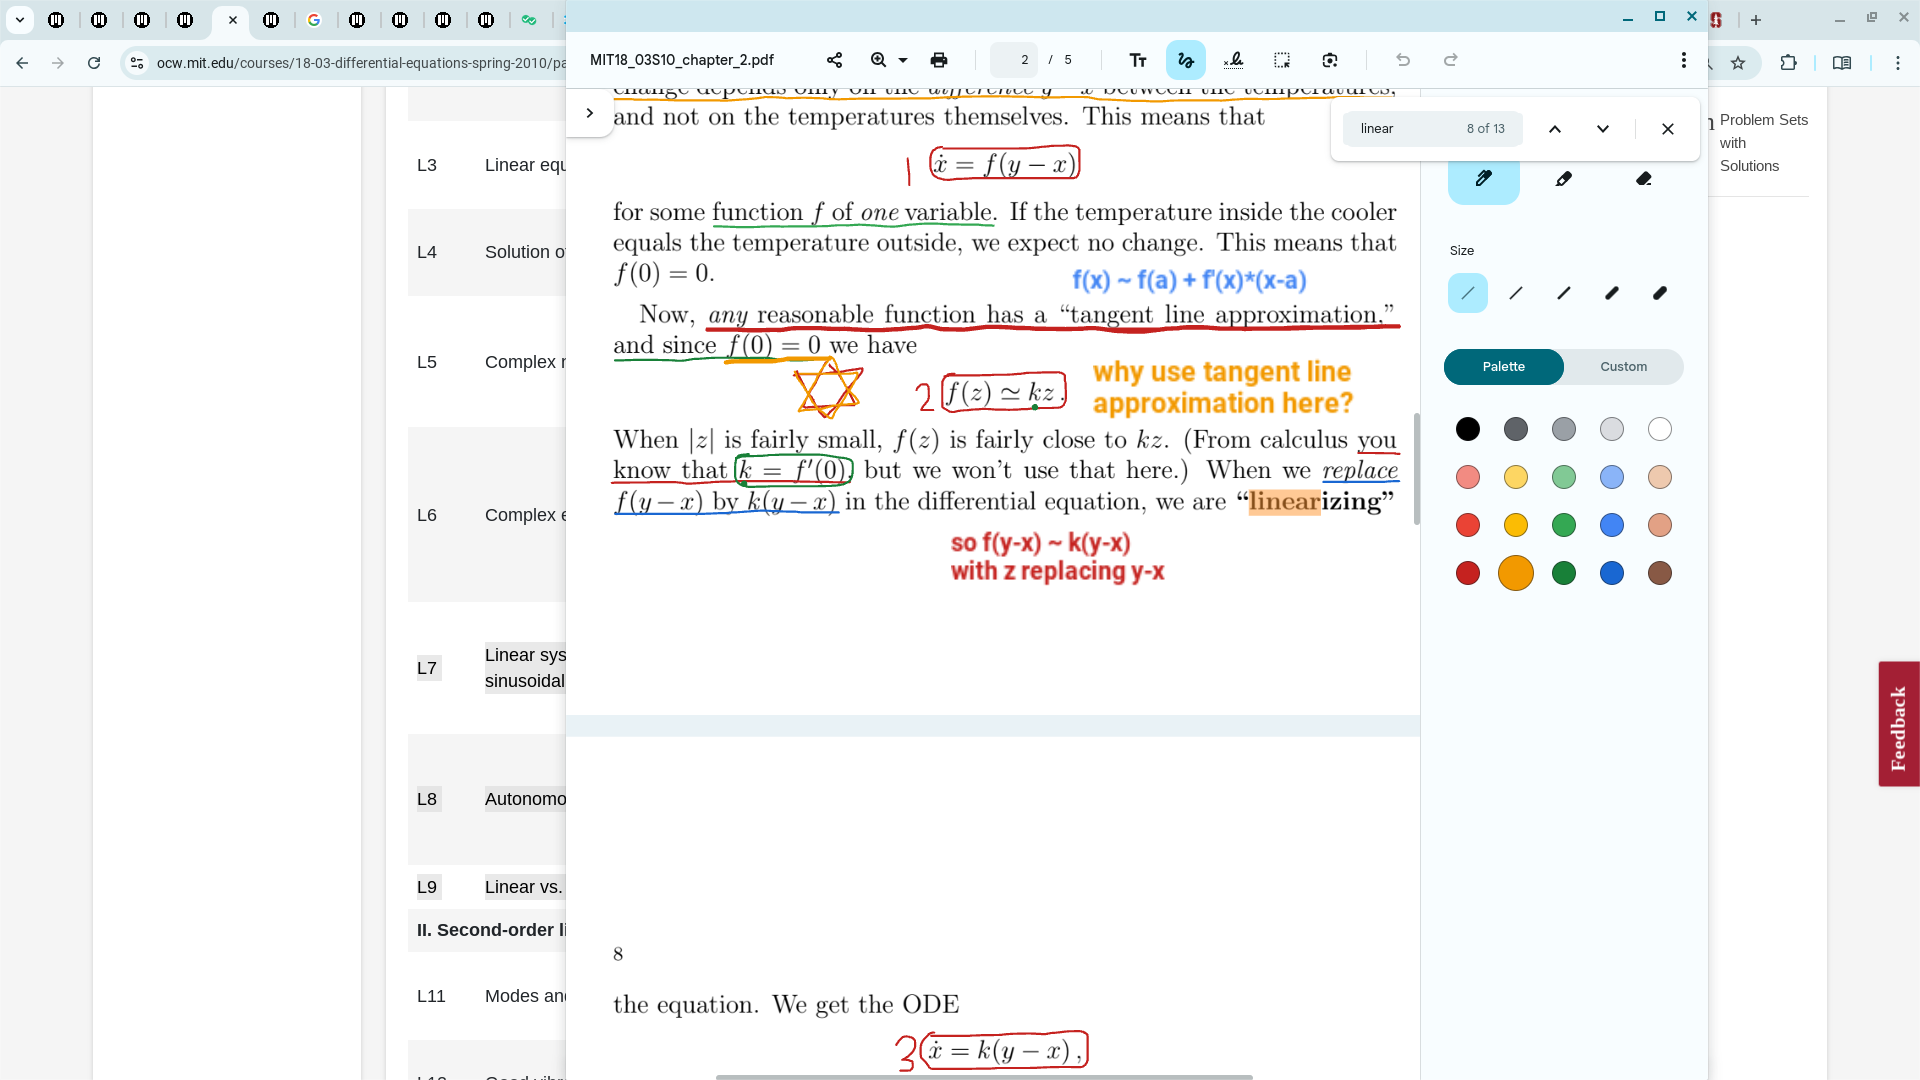 ocw.mit.edu/courses/18-03-differential-equations-spring-2010/pa
MIT18_03S10_chapter_2.pdf
2 / 5
linear
8 of 13
Problem Sets
with
Solutions
L3
Linear equ
L4
Solution o
L5
Complex
L6
Complex e
L7
Linear sys
sinusoidal
L8
Autonomo
L9
Linear vs.
II. Second-order li
L11
Modes and
change depends only on the difference y − x between the temperatures,
and not on the temperatures themselves. This means that
1 ẋ = f(y − x)
for some function f of one variable. If the temperature inside the cooler
equals the temperature outside, we expect no change. This means that
f(0) = 0.
f(x) ~ f(a) + f'(x)*(x-a)
Now, any reasonable function has a “tangent line approximation,”
and since f(0) = 0 we have
2 f(z) ≃ kz.
why use tangent line
approximation here?
When |z| is fairly small, f(z) is fairly close to kz. (From calculus you
know that k = f′(0), but we won’t use that here.) When we replace
f(y − x) by k(y − x) in the differential equation, we are “linearizing”
so f(y-x) ~ k(y-x)
with z replacing y-x
8
the equation. We get the ODE
3 ẋ = k(y − x) ,
Size
Palette
Custom
Feedback